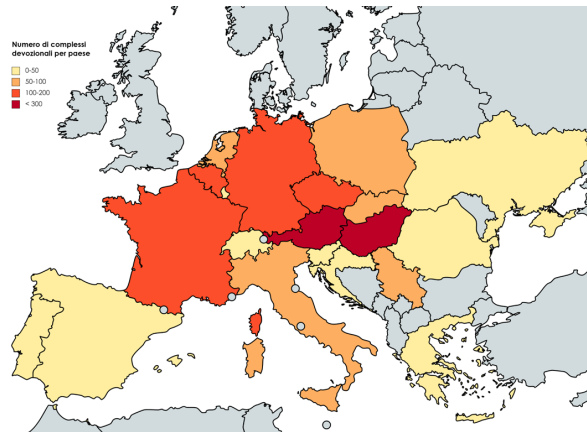 Numero di complessi
devozionali per paese
0-50
50-100
100-200
< 300